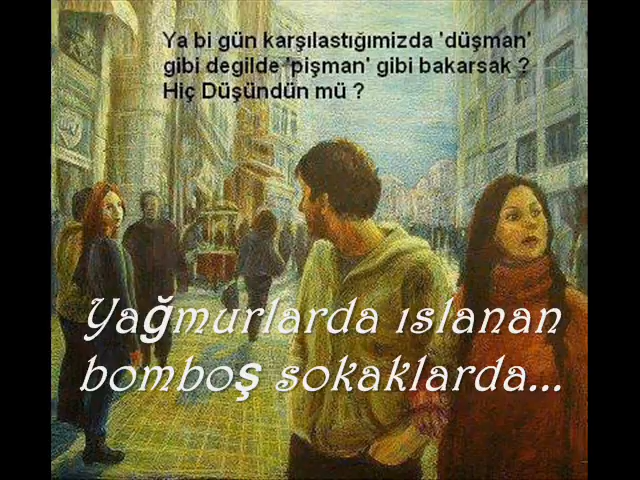 Ya bi gün karşılastığımızda 'düşman'
gibi degilde 'pişman' gibi bakarsak ?
Hiç Düşündün mü ?
Yağmurlarda ıslanan
bomboş sokaklarda...